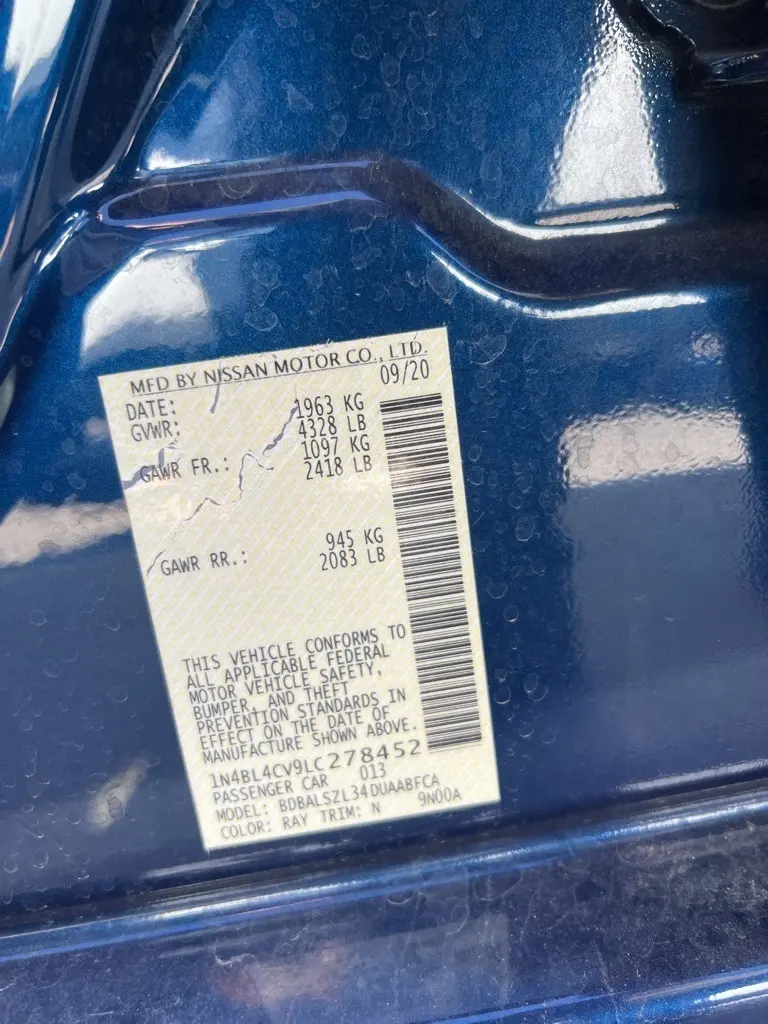 MFD BY NISSAN MOTOR CO., LTD.
DATE: 09/20
GVWR: 1963 KG
4328 LB
GAWR FR.: 1097 KG
2418 LB
GAWR RR.: 945 KG
2083 LB
THIS VEHICLE CONFORMS TO
ALL APPLICABLE FEDERAL
MOTOR VEHICLE SAFETY,
BUMPER, AND THEFT
PREVENTION STANDARDS IN
EFFECT ON THE DATE OF
MANUFACTURE SHOWN ABOVE.
1N4BL4CV9LC278452
PASSENGER CAR 013
MODEL: BDBALSZL34DUAABFCA
COLOR: RAY TRIM: N 9N00A